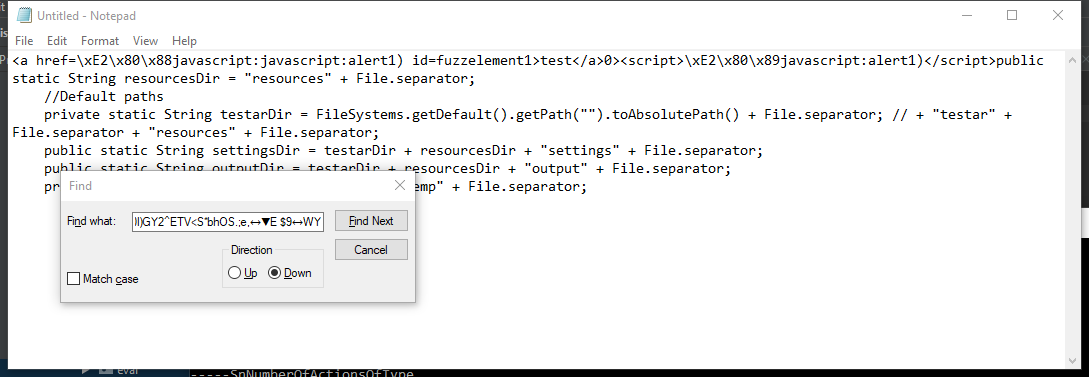 Untitled - Notepad
File Edit Format View Help
<a href=\xE2\x80\x88javascript:javascript:alert1) id=fuzzelement1>test</a>0><script>\xE2\x80\x89javascript:alert1)</script>public
static String resourcesDir = "resources" + File.separator;
//Default paths
private static String testarDir = FileSystems.getDefault().getPath("").toAbsolutePath() + File.separator; // + "testar" +
File.separator + "resources" + File.separator;
public static String settingsDir = testarDir + resourcesDir + "settings" + File.separator;
public static String outputDir = testarDir + resourcesDir + "output" + File.separator;
emp" + File.separator;
Find
Find what: )I)GY2^ETV<S*bhOS.;e,↔▼E $9↔WY Find Next
Cancel
Direction
Up Down
Match case
eval
-----SnNumberOfActionsOfType